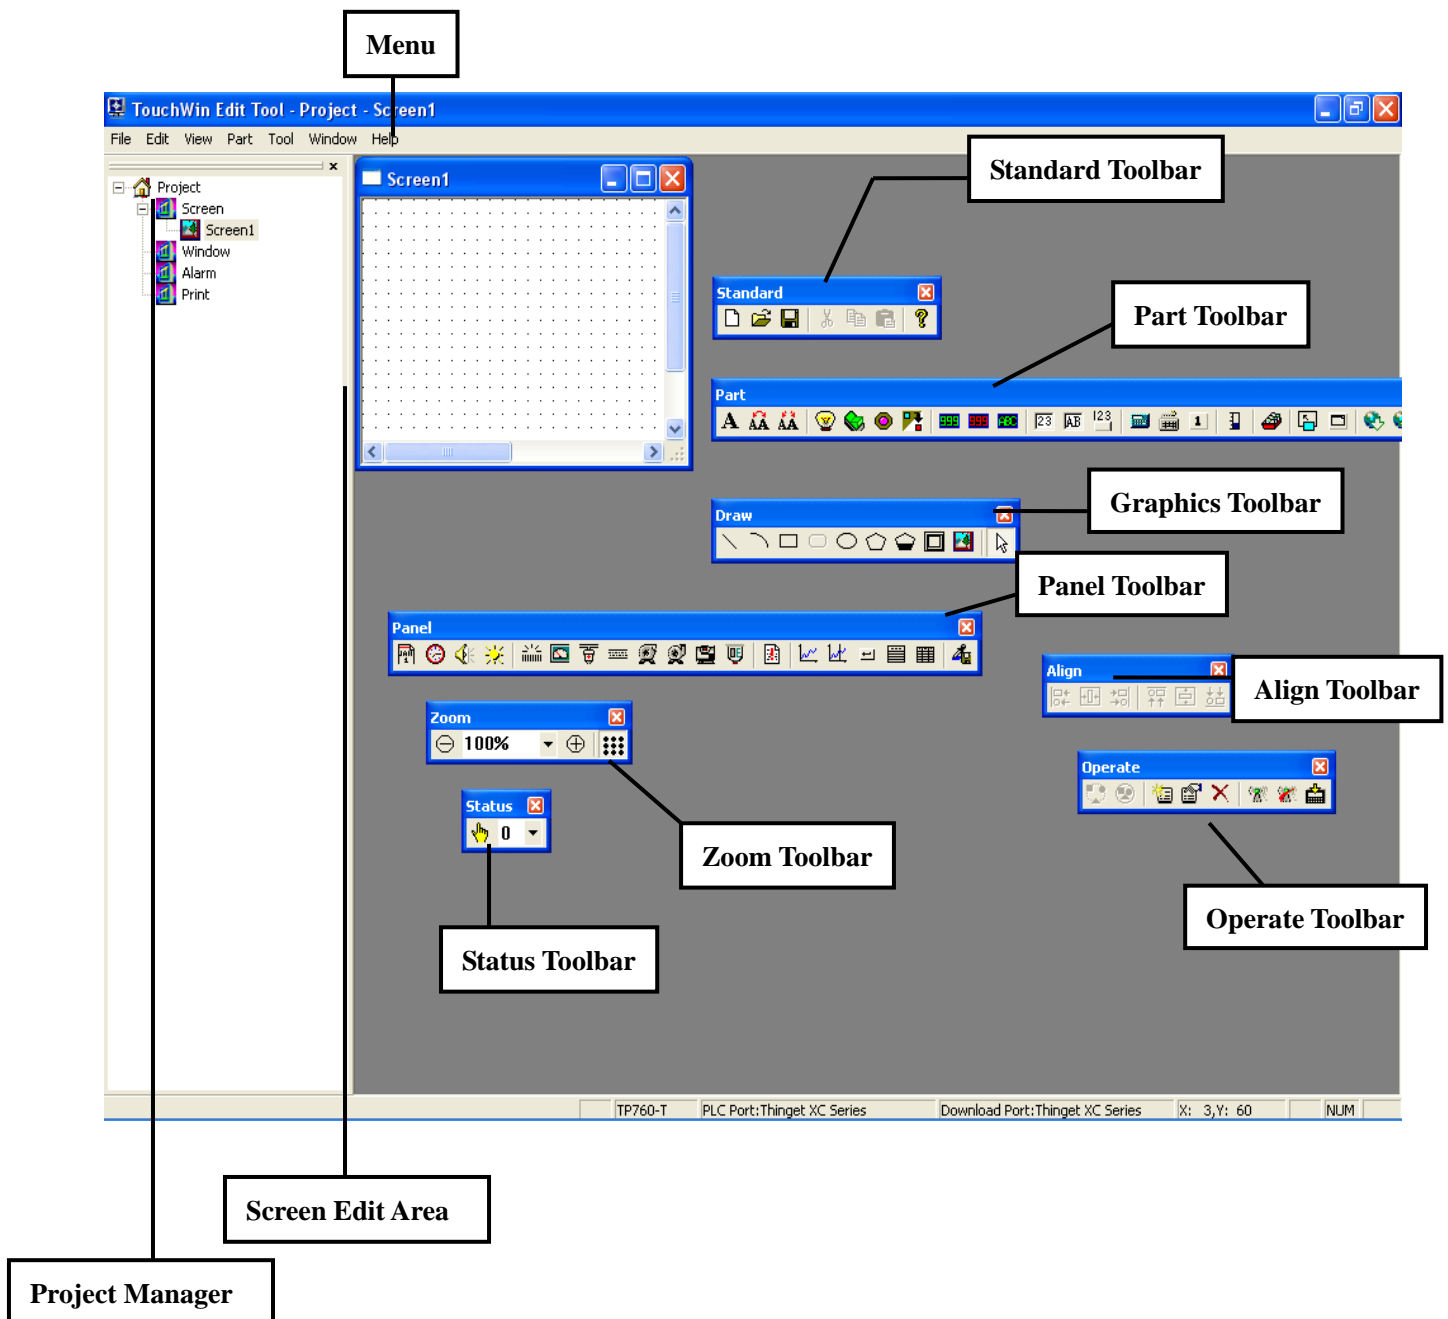 Menu
TouchWin Edit Tool - Project - Screen1
File Edit View Part Tool Window Help
Project
Screen
Screen1
Window
Alarm
Print
Screen1
Standard Toolbar
Standard
Part Toolbar
Part
Graphics Toolbar
Draw
Panel Toolbar
Panel
Align
Align Toolbar
Zoom
100%
Operate
Status
0
Zoom Toolbar
Operate Toolbar
Status Toolbar
TP760-T PLC Port:Thinget XC Series Download Port:Thinget XC Series X: 3,Y: 60 NUM
Screen Edit Area
Project Manager